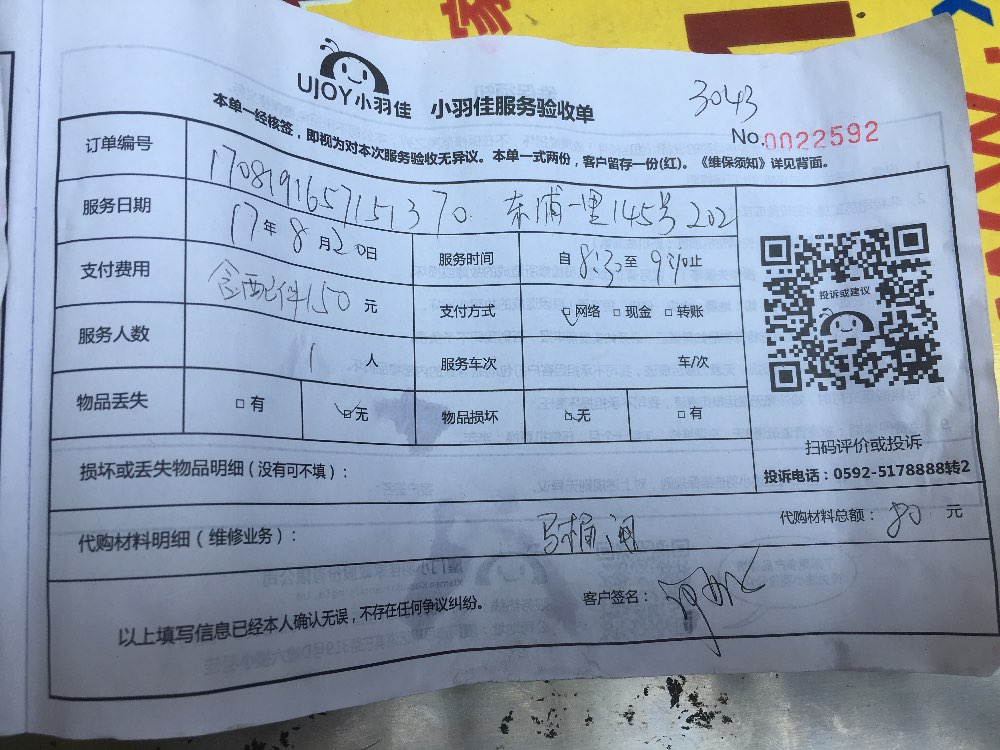 家
UJOY小羽佳 小羽佳服务验收单
3043
No.0022592
本单一经核签，即视为对本次服务验收无异议。本单一式两份，客户留存一份(红)。《维保须知》详见背面。
订单编号 170819165715137 0. 东浦一里145号202
服务日期 17年8月20日 服务时间 自8:30至930止
支付费用 含配件150元 支付方式 ☑网络 □现金 □转账
服务人数 1人 服务车次 车/次
物品丢失 □有 ☑无 物品损坏 ☑无 □有
投诉或建议
扫码评价或投诉
投诉电话：0592-5178888转2
损坏或丢失物品明细（没有可不填）：
代购材料明细（维修业务）： 马桶阀 代购材料总额：80元
以上填写信息已经本人确认无误，不存在任何争议纠纷。 客户签名：